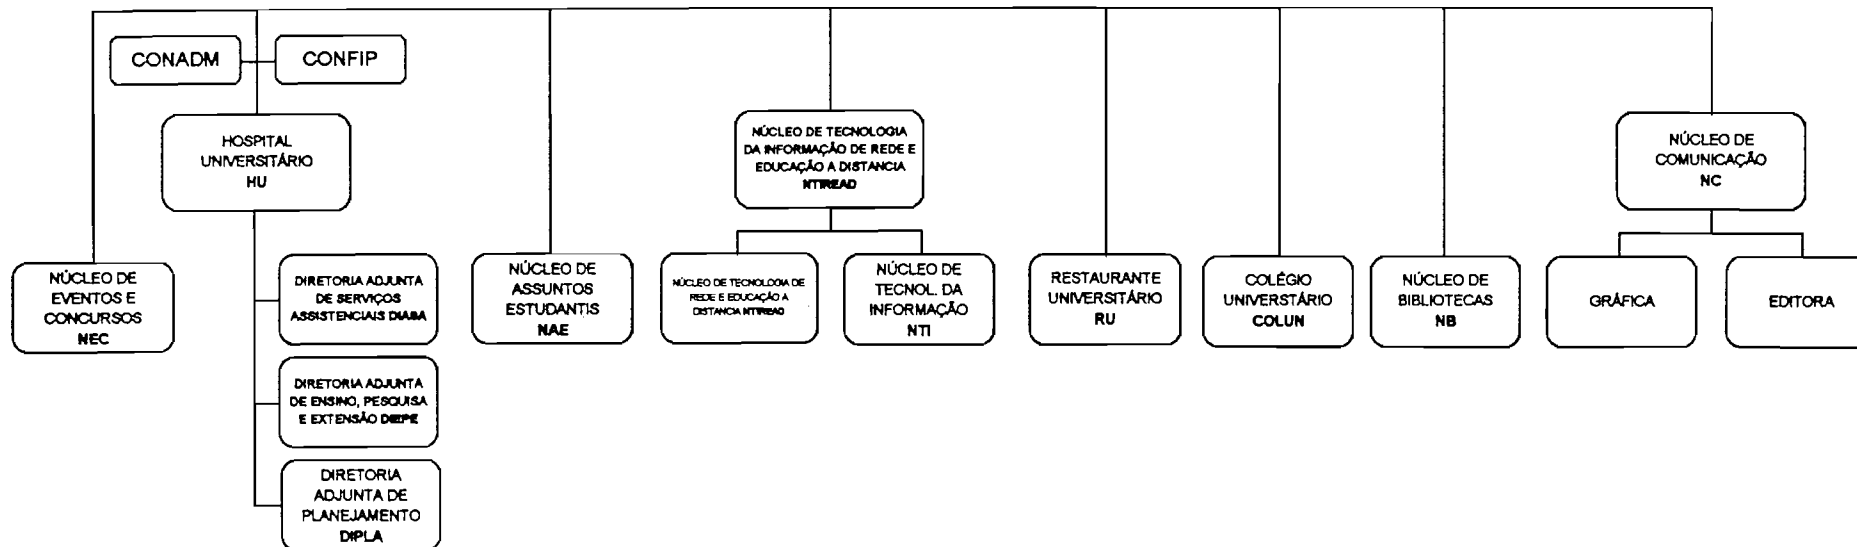 CONADM
CONFIP
HOSPITAL
UNIVERSITÁRIO
HU
NÚCLEO DE TECNOLOGIA
DA INFORMAÇÃO DE REDE E
EDUCAÇÃO A DISTANCIA
NTIREAD
NÚCLEO DE
COMUNICAÇÃO
NC
NÚCLEO DE
EVENTOS E
CONCURSOS
NEC
DIRETORIA ADJUNTA
DE SERVIÇOS
ASSISTENCIAIS DIASA
NÚCLEO DE
ASSUNTOS
ESTUDANTIS
NAE
NÚCLEO DE TECNOLOGIA DE
REDE E EDUCAÇÃO A
DISTANCIA NTIREAD
NÚCLEO DE
TECNOL. DA
INFORMAÇÃO
NTI
RESTAURANTE
UNIVERSITÁRIO
RU
COLÉGIO
UNIVERSTÁRIO
COLUN
NÚCLEO DE
BIBLIOTECAS
NB
GRÁFICA
EDITORA
DIRETORIA ADJUNTA
DE ENSINO, PESQUISA
E EXTENSÃO DEIPE
DIRETORIA
ADJUNTA DE
PLANEJAMENTO
DIPLA